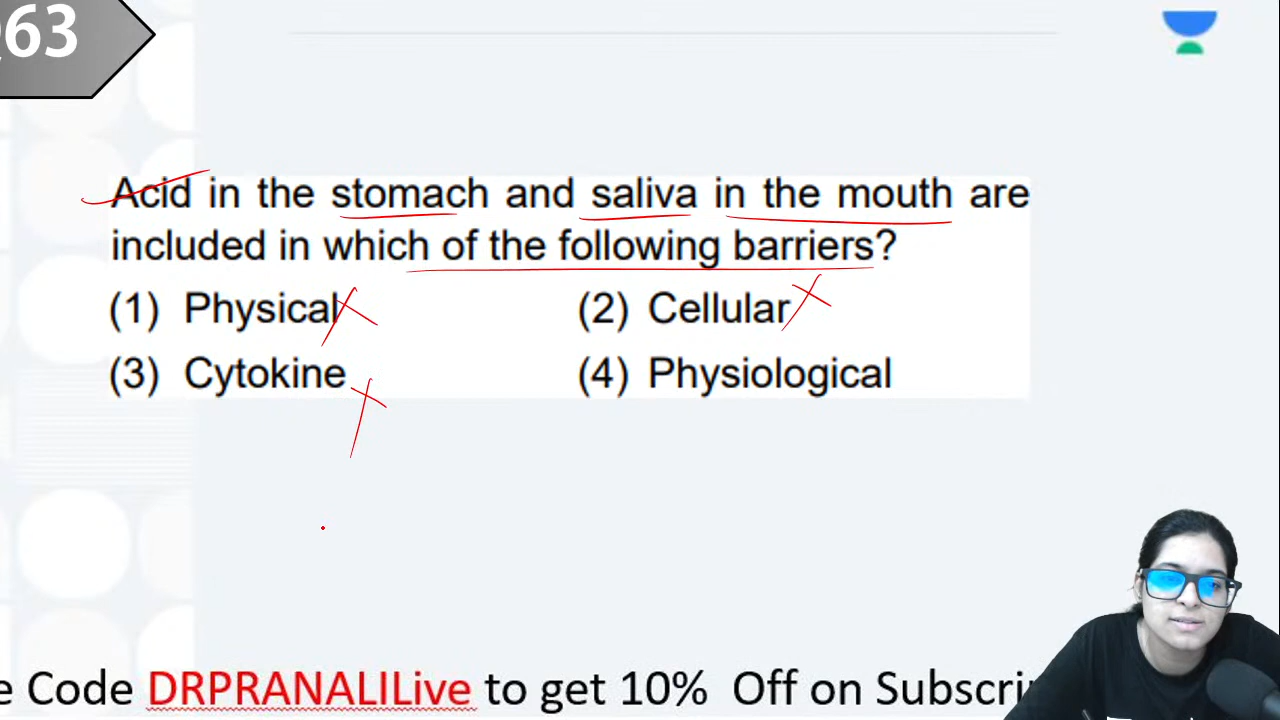 63
Acid in the stomach and saliva in the mouth are
included in which of the following barriers?
(1) Physical (2) Cellular
(3) Cytokine (4) Physiological
e Code DRPRANALILive to get 10% Off on Subscri